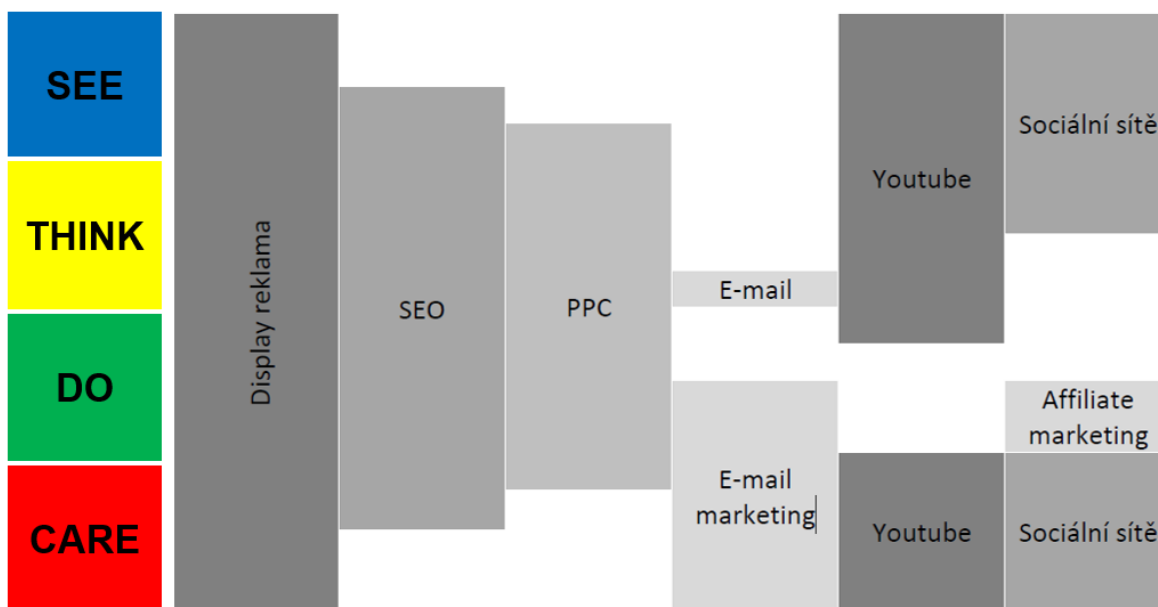 SEE
THINK
DO
CARE
Display reklama
SEO
PPC
E-mail
E-mail
marketing
Youtube
Youtube
Sociální sítě
Affiliate
marketing
Sociální sítě